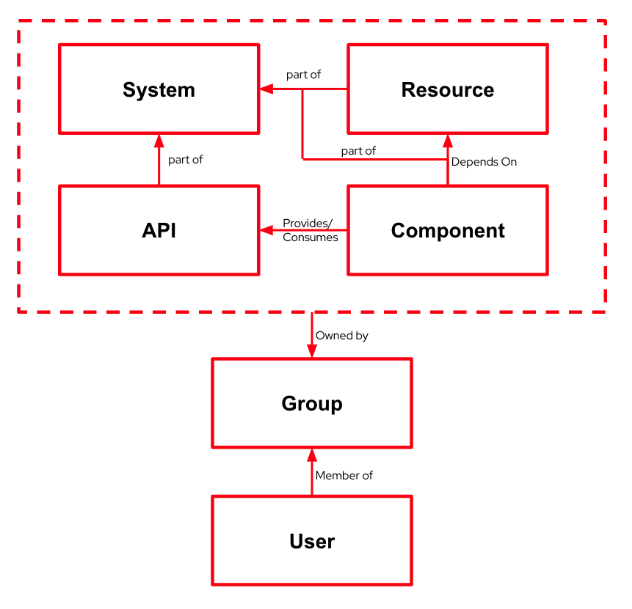 part of
System
Resource
part of
part of
Depends On
API
Provides/
Consumes
Component
Owned by
Group
Member of
User